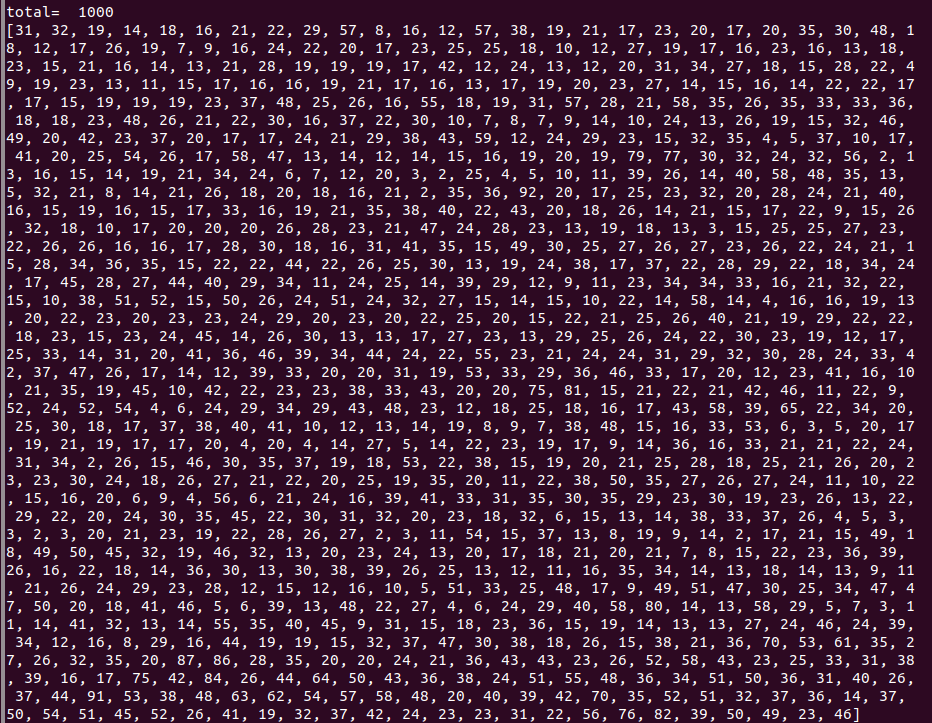 total=  1000
[31, 32, 19, 14, 18, 16, 21, 22, 29, 57, 8, 16, 12, 57, 38, 19, 21, 17, 23, 20, 17, 20, 35, 30, 48, 1
8, 12, 17, 26, 19, 7, 9, 16, 24, 22, 20, 17, 23, 25, 25, 18, 10, 12, 27, 19, 17, 16, 23, 16, 13, 18,
23, 15, 21, 16, 14, 13, 21, 28, 19, 19, 19, 17, 42, 12, 24, 13, 12, 20, 31, 34, 27, 18, 15, 28, 22, 4
9, 19, 23, 13, 11, 15, 17, 16, 16, 19, 21, 17, 16, 13, 17, 19, 20, 23, 27, 14, 15, 16, 14, 22, 22, 17
, 17, 15, 19, 19, 19, 23, 37, 48, 25, 26, 16, 55, 18, 19, 31, 57, 28, 21, 58, 35, 26, 35, 33, 33, 36,
 18, 18, 23, 48, 26, 21, 22, 30, 16, 37, 22, 30, 10, 7, 8, 7, 9, 14, 10, 24, 13, 26, 19, 15, 32, 46,
49, 20, 42, 23, 37, 20, 17, 17, 24, 21, 29, 38, 43, 59, 12, 24, 29, 23, 15, 32, 35, 4, 5, 37, 10, 17,
 41, 20, 25, 54, 26, 17, 58, 47, 13, 14, 12, 14, 15, 16, 19, 20, 19, 79, 77, 30, 32, 24, 32, 56, 2, 1
3, 16, 15, 14, 19, 21, 34, 24, 6, 7, 12, 20, 3, 2, 25, 4, 5, 10, 11, 39, 26, 14, 40, 58, 48, 35, 13,
5, 32, 21, 8, 14, 21, 26, 18, 20, 18, 16, 21, 2, 35, 36, 92, 20, 17, 25, 23, 32, 20, 28, 24, 21, 40,
16, 15, 19, 16, 15, 17, 33, 16, 19, 21, 35, 38, 40, 22, 43, 20, 18, 26, 14, 21, 15, 17, 22, 9, 15, 26
, 32, 18, 10, 17, 20, 20, 20, 26, 28, 23, 21, 47, 24, 28, 23, 13, 19, 18, 13, 3, 15, 25, 25, 27, 23,
22, 26, 26, 16, 16, 17, 28, 30, 18, 16, 31, 41, 35, 15, 49, 30, 25, 27, 26, 27, 23, 26, 22, 24, 21, 1
5, 28, 34, 36, 35, 15, 22, 22, 44, 22, 26, 25, 30, 13, 19, 24, 38, 17, 37, 22, 28, 29, 22, 18, 34, 24
, 17, 45, 28, 27, 44, 40, 29, 34, 11, 24, 25, 14, 39, 29, 12, 9, 11, 23, 34, 34, 33, 16, 21, 32, 22,
15, 10, 38, 51, 52, 15, 50, 26, 24, 51, 24, 32, 27, 15, 14, 15, 10, 22, 14, 58, 14, 4, 16, 16, 19, 13
, 20, 22, 23, 20, 23, 23, 24, 29, 20, 23, 20, 22, 25, 20, 15, 22, 21, 25, 26, 40, 21, 19, 29, 22, 22,
 18, 23, 15, 23, 24, 45, 14, 26, 30, 13, 13, 17, 27, 23, 13, 29, 25, 26, 24, 22, 30, 23, 19, 12, 17,
25, 33, 14, 31, 20, 41, 36, 46, 39, 34, 44, 24, 22, 55, 23, 21, 24, 24, 31, 29, 32, 30, 28, 24, 33, 4
2, 37, 47, 26, 17, 14, 12, 39, 33, 20, 20, 31, 19, 53, 33, 29, 36, 46, 33, 17, 20, 12, 23, 41, 16, 10
, 21, 35, 19, 45, 10, 42, 22, 23, 23, 38, 33, 43, 20, 20, 75, 81, 15, 21, 22, 21, 42, 46, 11, 22, 9,
52, 24, 52, 54, 4, 6, 24, 29, 34, 29, 43, 48, 23, 12, 18, 25, 18, 16, 17, 43, 58, 39, 65, 22, 34, 20,
 25, 30, 18, 17, 37, 38, 40, 41, 10, 12, 13, 14, 19, 8, 9, 7, 38, 48, 15, 16, 33, 53, 6, 3, 5, 20, 17
, 19, 21, 19, 17, 17, 20, 4, 20, 4, 14, 27, 5, 14, 22, 23, 19, 17, 9, 14, 36, 16, 33, 21, 21, 22, 24,
 31, 34, 2, 26, 15, 46, 30, 35, 37, 19, 18, 53, 22, 38, 15, 19, 20, 21, 25, 28, 18, 25, 21, 26, 20, 2
3, 23, 30, 24, 18, 26, 27, 21, 22, 20, 25, 19, 35, 20, 11, 22, 38, 50, 35, 27, 26, 27, 24, 11, 10, 22
, 15, 16, 20, 6, 9, 4, 56, 6, 21, 24, 16, 39, 41, 33, 31, 35, 30, 35, 29, 23, 30, 19, 23, 26, 13, 22,
 29, 22, 20, 24, 30, 35, 45, 22, 30, 31, 32, 20, 23, 18, 32, 6, 15, 13, 14, 38, 33, 37, 26, 4, 5, 3,
3, 2, 3, 20, 21, 23, 19, 22, 28, 26, 27, 2, 3, 11, 54, 15, 37, 13, 8, 19, 9, 14, 2, 17, 21, 15, 49, 1
8, 49, 50, 45, 32, 19, 46, 32, 13, 20, 23, 24, 13, 20, 17, 18, 21, 20, 21, 7, 8, 15, 22, 23, 36, 39,
26, 16, 22, 18, 14, 36, 30, 13, 30, 38, 39, 26, 25, 13, 12, 11, 16, 35, 34, 14, 13, 18, 14, 13, 9, 11
, 21, 26, 24, 29, 23, 28, 12, 15, 12, 16, 10, 5, 51, 33, 25, 48, 17, 9, 49, 51, 47, 30, 25, 34, 47, 4
7, 50, 20, 18, 41, 46, 5, 6, 39, 13, 48, 22, 27, 4, 6, 24, 29, 40, 58, 80, 14, 13, 58, 29, 5, 7, 3, 1
1, 14, 41, 32, 13, 14, 55, 35, 40, 45, 9, 31, 15, 18, 23, 36, 15, 19, 14, 13, 13, 27, 24, 46, 24, 39,
 34, 12, 16, 8, 29, 16, 44, 19, 19, 15, 32, 37, 47, 30, 38, 18, 26, 15, 38, 21, 36, 70, 53, 61, 35, 2
7, 26, 32, 35, 20, 87, 86, 28, 35, 20, 20, 24, 21, 36, 43, 43, 23, 26, 52, 58, 43, 23, 25, 33, 31, 38
, 39, 16, 17, 75, 42, 84, 26, 44, 64, 50, 43, 36, 38, 24, 51, 55, 48, 36, 34, 51, 50, 36, 31, 40, 26,
 37, 44, 91, 53, 38, 48, 63, 62, 54, 57, 58, 48, 20, 40, 39, 42, 70, 35, 52, 51, 32, 37, 36, 14, 37,
50, 54, 51, 45, 52, 26, 41, 19, 32, 37, 42, 24, 23, 23, 31, 22, 56, 76, 82, 39, 50, 49, 23, 46]